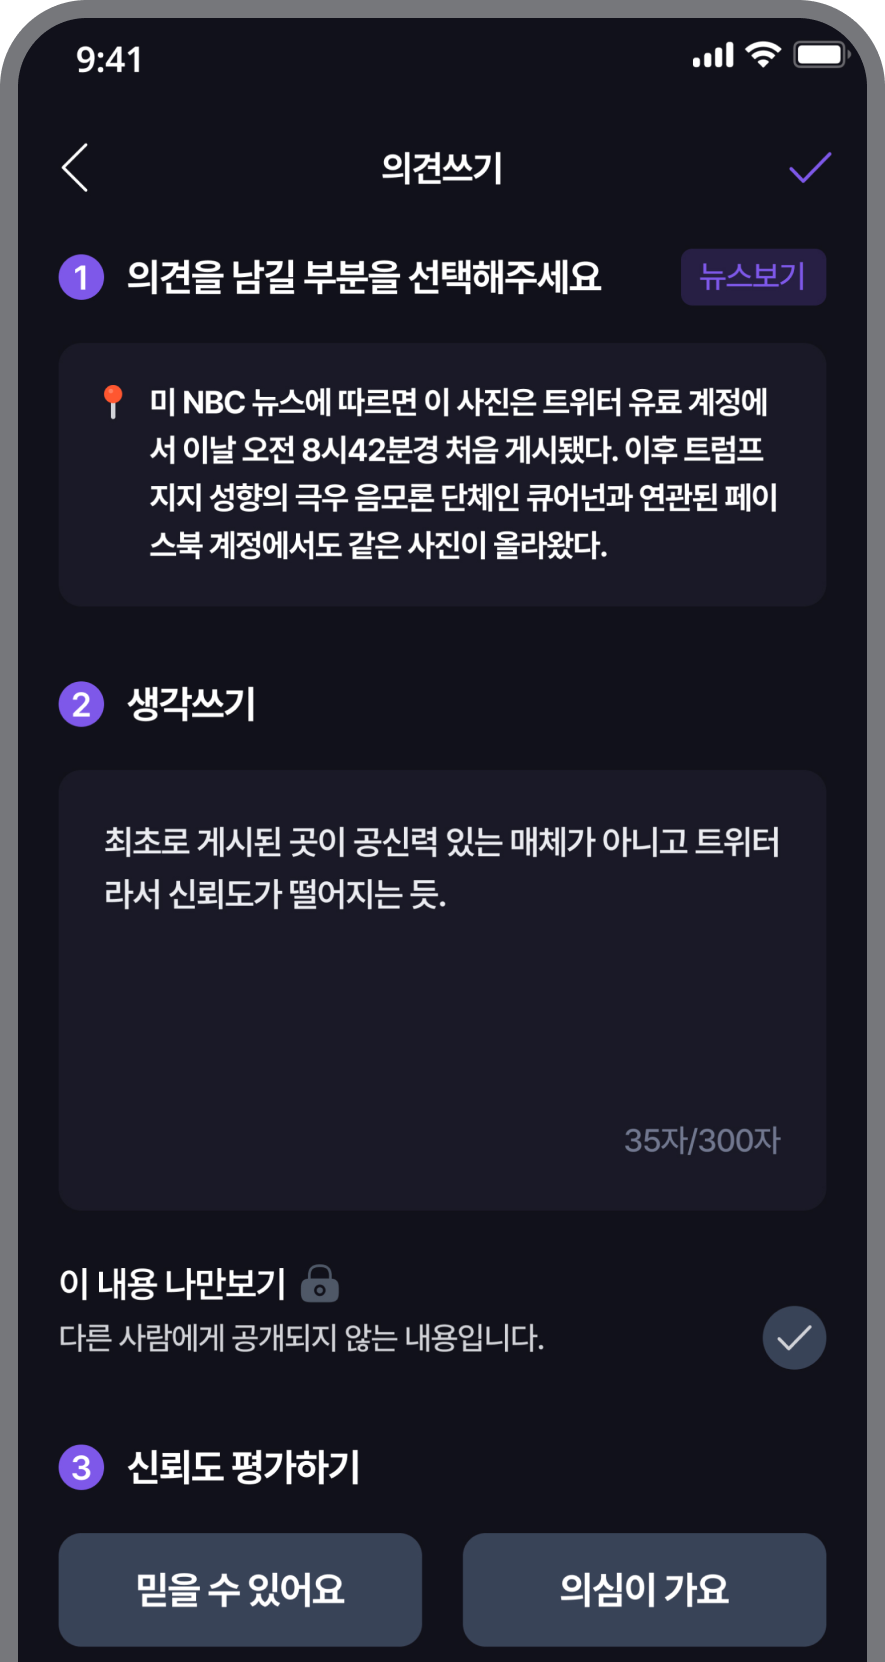 9:41
의견쓰기
1 의견을 남길 부분을 선택해주세요 뉴스보기
미 NBC 뉴스에 따르면 이 사진은 트위터 유료 계정에
서 이날 오전 8시42분경 처음 게시됐다. 이후 트럼프
지지 성향의 극우 음모론 단체인 큐어넌과 연관된 페이
스북 계정에서도 같은 사진이 올라왔다.
2 생각쓰기
최초로 게시된 곳이 공신력 있는 매체가 아니고 트위터
라서 신뢰도가 떨어지는 듯.
35자/300자
이 내용 나만보기
다른 사람에게 공개되지 않는 내용입니다.
3 신뢰도 평가하기
믿을 수 있어요 의심이 가요